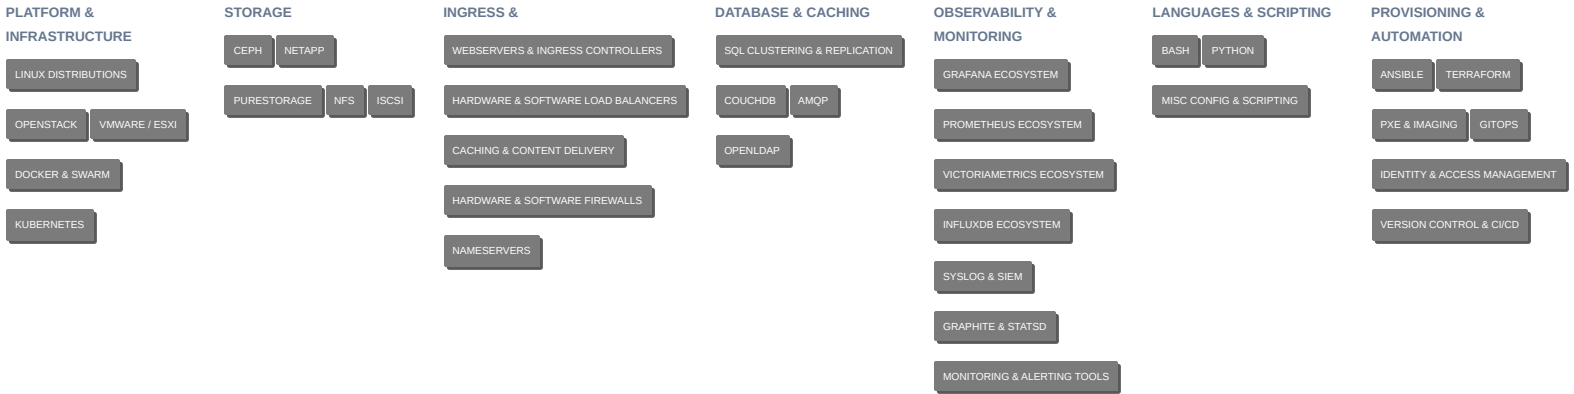 PLATFORM &
INFRASTRUCTURE
LINUX DISTRIBUTIONS
OPENSTACK VMWARE / ESXI
DOCKER & SWARM
KUBERNETES
STORAGE
CEPH NETAPP
PURESTORAGE NFS ISCSI
INGRESS &
WEBSERVERS & INGRESS CONTROLLERS
HARDWARE & SOFTWARE LOAD BALANCERS
CACHING & CONTENT DELIVERY
HARDWARE & SOFTWARE FIREWALLS
NAMESERVERS
DATABASE & CACHING
SQL CLUSTERING & REPLICATION
COUCHDB AMQP
OPENLDAP
OBSERVABILITY &
MONITORING
GRAFANA ECOSYSTEM
PROMETHEUS ECOSYSTEM
VICTORIAMETRICS ECOSYSTEM
INFLUXDB ECOSYSTEM
SYSLOG & SIEM
GRAPHITE & STATSD
MONITORING & ALERTING TOOLS
LANGUAGES & SCRIPTING
BASH PYTHON
MISC CONFIG & SCRIPTING
PROVISIONING &
AUTOMATION
ANSIBLE TERRAFORM
PXE & IMAGING GITOPS
IDENTITY & ACCESS MANAGEMENT
VERSION CONTROL & CI/CD